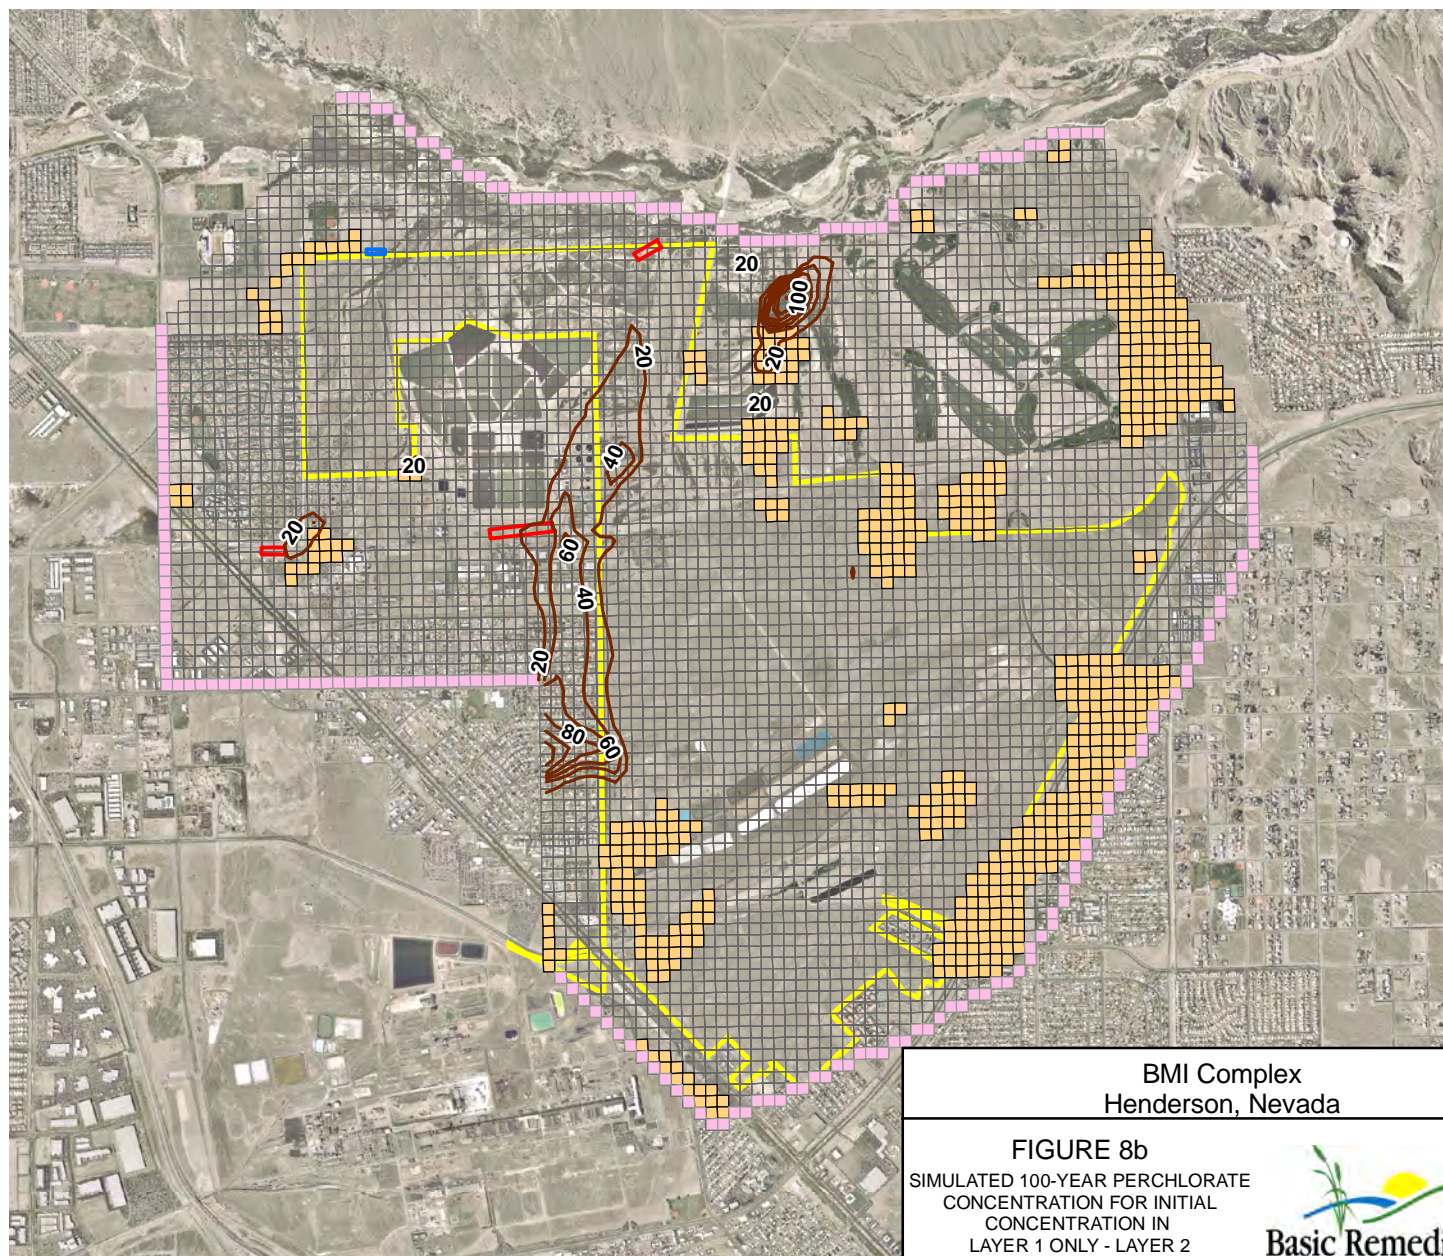 20
100
20
20
20
40
20
20
60
40
20
80
60
BMI Complex
Henderson, Nevada
FIGURE 8b
SIMULATED 100-YEAR PERCHLORATE
CONCENTRATION FOR INITIAL
CONCENTRATION IN
LAYER 1 ONLY - LAYER 2
Basic Remed